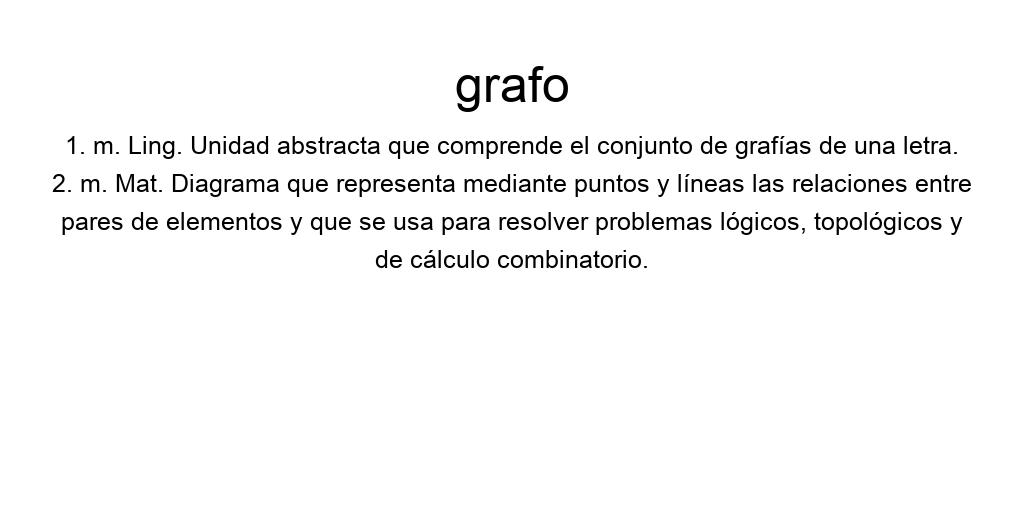 grafo
1. m. Ling. Unidad abstracta que comprende el conjunto de grafías de una letra.
2. m. Mat. Diagrama que representa mediante puntos y líneas las relaciones entre
pares de elementos y que se usa para resolver problemas lógicos, topológicos y
de cálculo combinatorio.